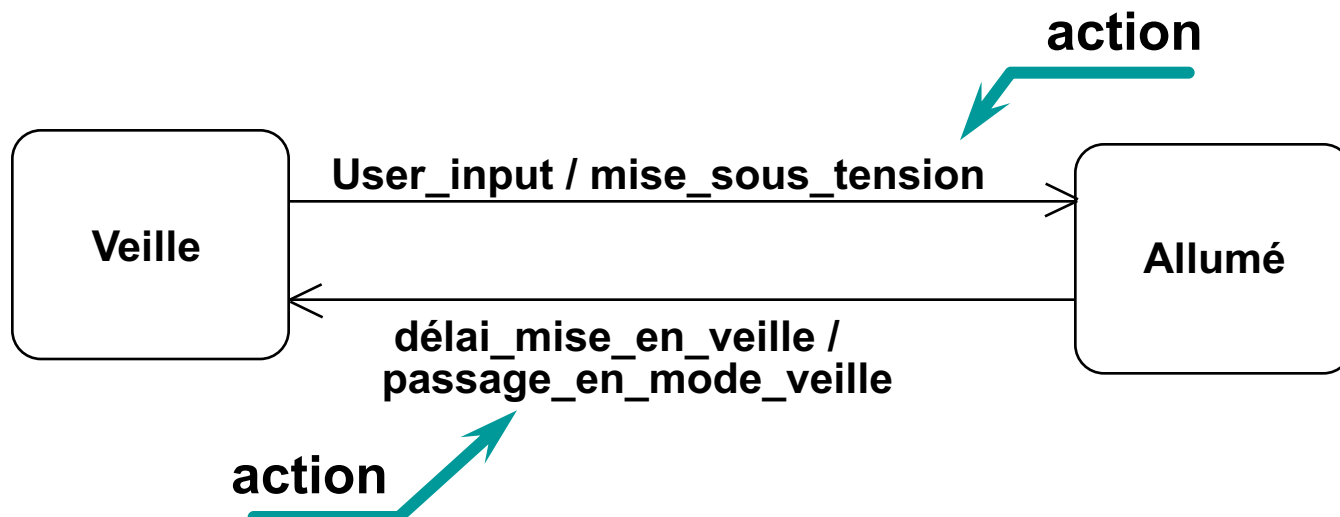 action
User_input / mise_sous_tension
Veille
Allumé
délai_mise_en_veille /
passage_en_mode_veille
action